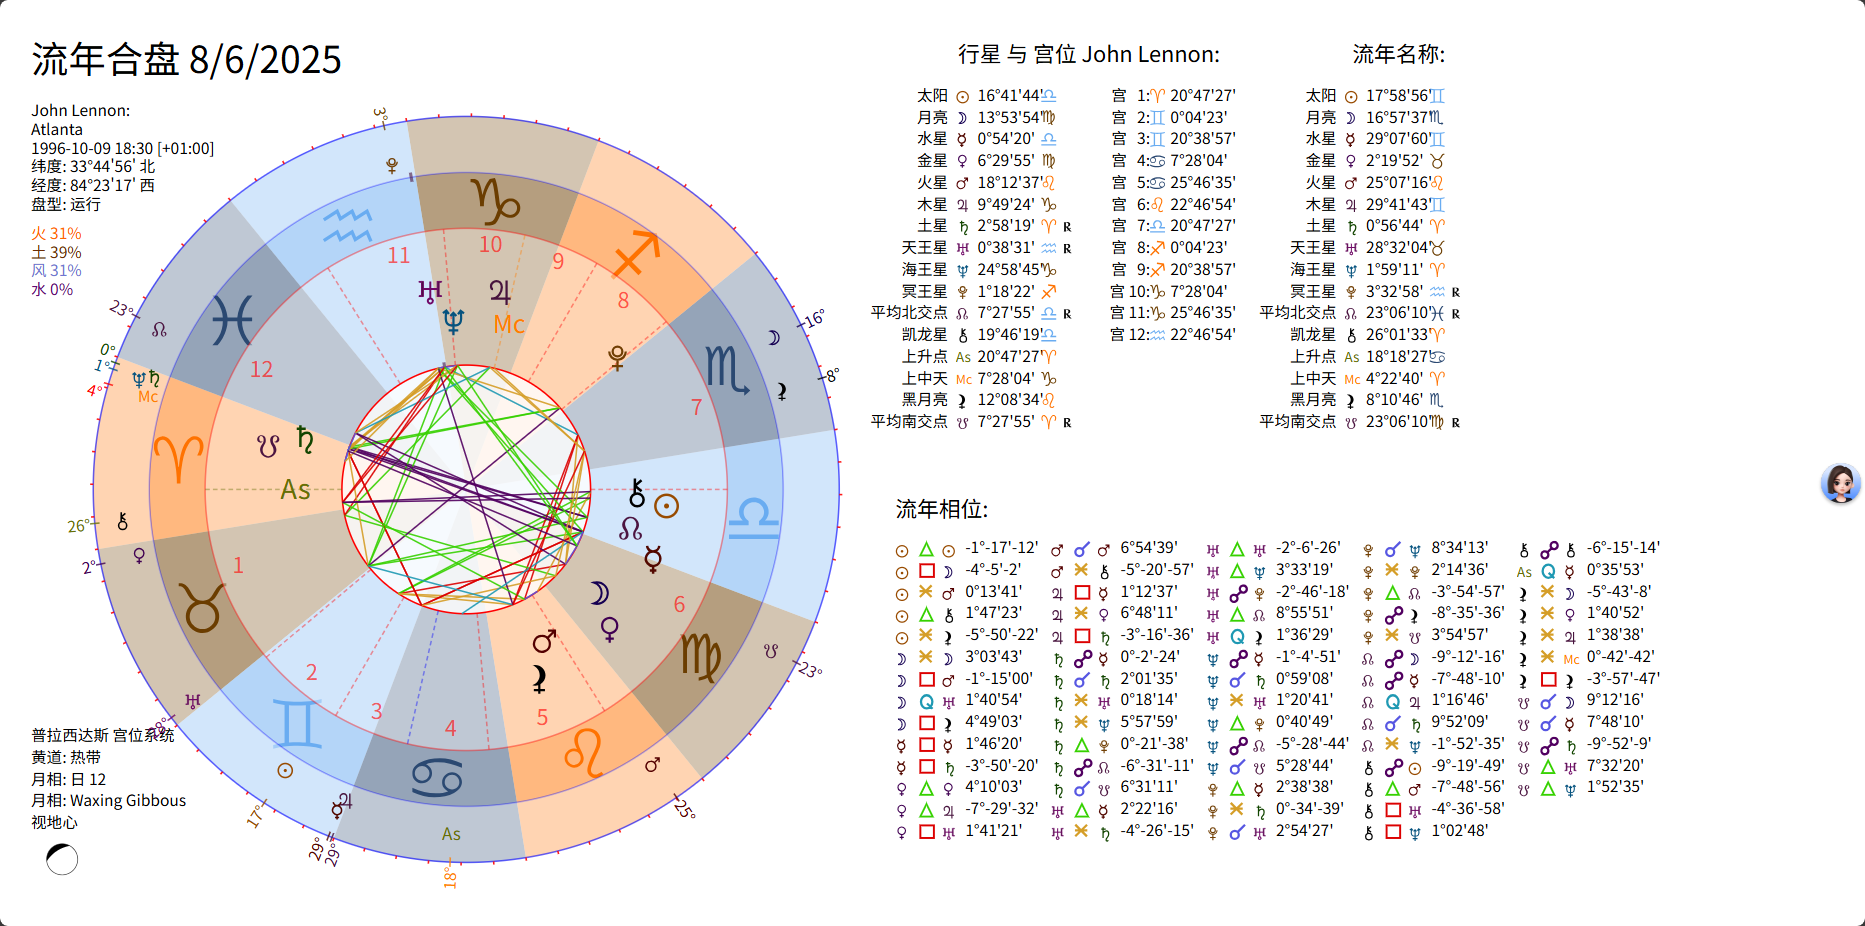 流年合盘 8/6/2025
John Lennon:
Atlanta
1996-10-09 18:30 [+01:00]
纬度: 33°44'56' 北
经度: 84°23'17' 西
盘型: 运行
火 31%
土 39%
风 31%
水 0%
3°
23°
0°
1°
4°
Mc
26°
2°
28°
17°
29°
29°
18°
25°
23°
8°
16°
11
10
9
8
7
6
5
4
3
2
1
12
Mc
As
As
普拉西达斯 宫位系统
黄道: 热带
月相: 日 12
月相: Waxing Gibbous
视地心
行星 与 宫位 John Lennon:
太阳 ☉ 16°41'44'♎ 宫 1:♈ 20°47'27'
月亮 ☽ 13°53'54'♍ 宫 2:♊ 0°04'23'
水星 ☿ 0°54'20' ♎ 宫 3:♊ 20°38'57'
金星 ♀ 6°29'55' ♍ 宫 4:♋ 7°28'04'
火星 ♂ 18°12'37'♌ 宫 5:♋ 25°46'35'
木星 ♃ 9°49'24' ♑ 宫 6:♌ 22°46'54'
土星 ♄ 2°58'19' ♈ R 宫 7:♎ 20°47'27'
天王星 ♅ 0°38'31' ♒ R 宫 8:♐ 0°04'23'
海王星 ♆ 24°58'45'♑ 宫 9:♐ 20°38'57'
冥王星 1°18'22' ♐ 宫 10:♑ 7°28'04'
平均北交点 ☊ 7°27'55' ♎ R 宫 11:♑ 25°46'35'
凯龙星 ⚷ 19°46'19'♎ 宫 12:♒ 22°46'54'
上升点 As 20°47'27'♈
上中天 Mc 7°28'04' ♑
黑月亮 ⚸ 12°08'34'♌
平均南交点 ☋ 7°27'55' ♈ R
流年名称:
太阳 ☉ 17°58'56'♊
月亮 ☽ 16°57'37'♏
水星 ☿ 29°07'60'♊
金星 ♀ 2°19'52' ♉
火星 ♂ 25°07'16'♌
木星 ♃ 29°41'43'♊
土星 ♄ 0°56'44' ♈
天王星 ♅ 28°32'04'♉
海王星 ♆ 1°59'11' ♈
冥王星 3°32'58' ♒ R
平均北交点 ☊ 23°06'10'♓ R
凯龙星 ⚷ 26°01'33'♈
上升点 As 18°18'27'♋
上中天 Mc 4°22'40' ♈
黑月亮 ⚸ 8°10'46' ♏
平均南交点 ☋ 23°06'10'♍ R
流年相位:
-1°-17'-12' 6°54'39' -2°-6'-26' 8°34'13' -6°-15'-14'
-4°-5'-2' -5°-20'-57' 3°33'19' 2°14'36' As Q 0°35'53'
0°13'41' 1°12'37' -2°-46'-18' -3°-54'-57' -5°-43'-8'
1°47'23' 6°48'11' 8°55'51' -8°-35'-36' 1°40'52'
-5°-50'-22' -3°-16'-36' Q 1°36'29' 3°54'57' 1°38'38'
3°03'43' 0°-2'-24' -1°-4'-51' -9°-12'-16' Mc 0°-42'-42'
-1°-15'00' 2°01'35' 0°59'08' -7°-48'-10' -3°-57'-47'
Q 1°40'54' 0°18'14' 1°20'41' Q 1°16'46' 9°12'16'
4°49'03' 5°57'59' 0°40'49' 9°52'09' 7°48'10'
1°46'20' 0°-21'-38' -5°-28'-44' -1°-52'-35' -9°-52'-9'
-3°-50'-20' -6°-31'-11' 5°28'44' -9°-19'-49' 7°32'20'
4°10'03' 6°31'11' 2°38'38' -7°-48'-56' 1°52'35'
-7°-29'-32' 2°22'16' 0°-34'-39' -4°-36'-58'
1°41'21' -4°-26'-15' 2°54'27' 1°02'48'